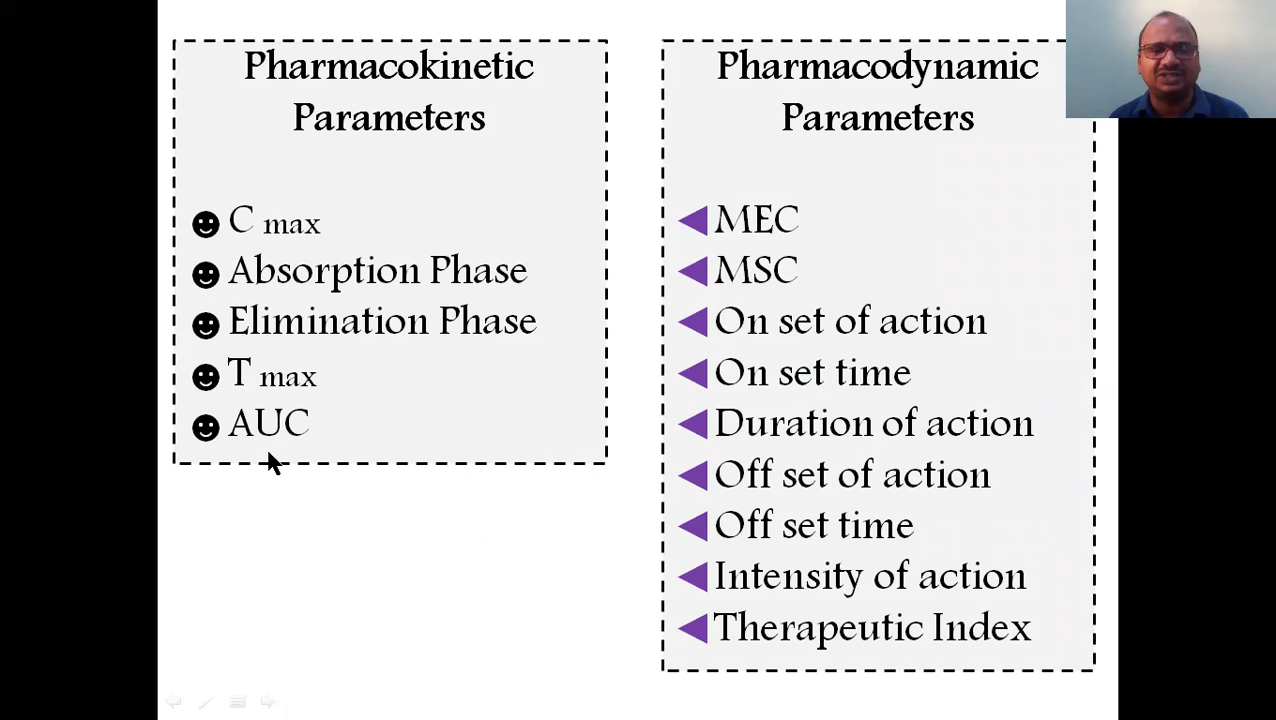 Pharmacokinetic
Parameters
C max
Absorption Phase
Elimination Phase
T max
AUC
Pharmacodynamic
Parameters
MEC
MSC
On set of action
On set time
Duration of action
Off set of action
Off set time
Intensity of action
Therapeutic Index